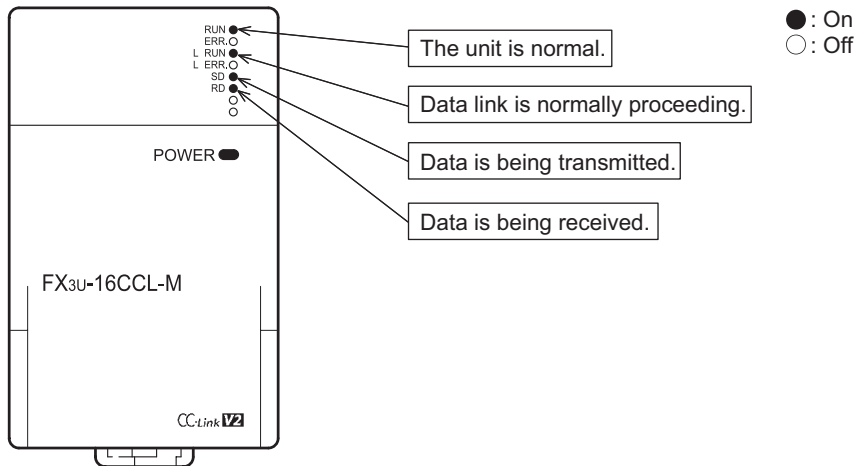 RUN
ERR.
L RUN
L ERR.
SD
RD
POWER
FX3U-16CCL-M
CC-Link V2
The unit is normal.
Data link is normally proceeding.
Data is being transmitted.
Data is being received.
: On
: Off